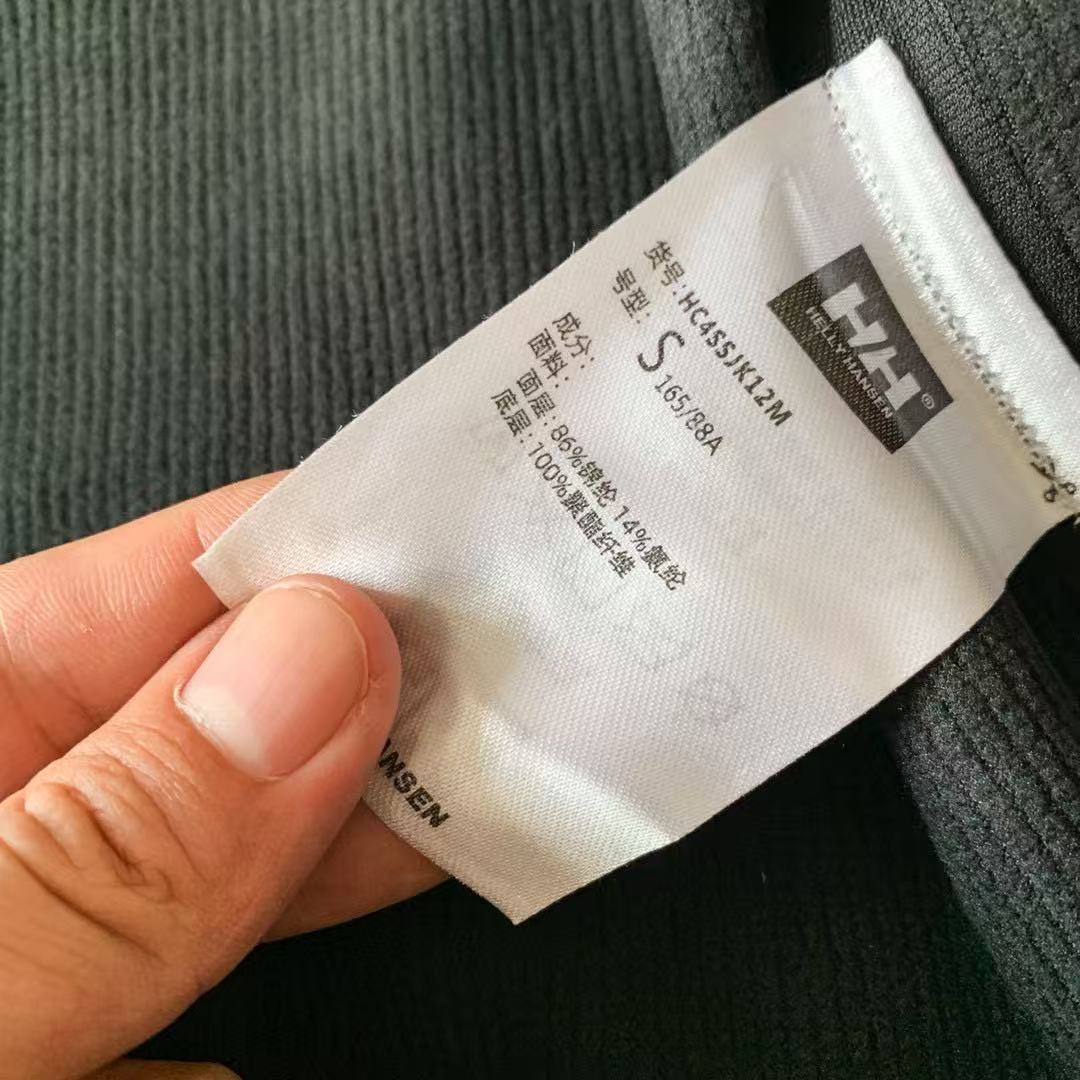 HH®
HELLY HANSEN
货号:HC4SSJK12M
号型: S 165/88A
成分:
面料:
面层:86%锦纶 14%氨纶
底层:100%聚酯纤维
ANSEN